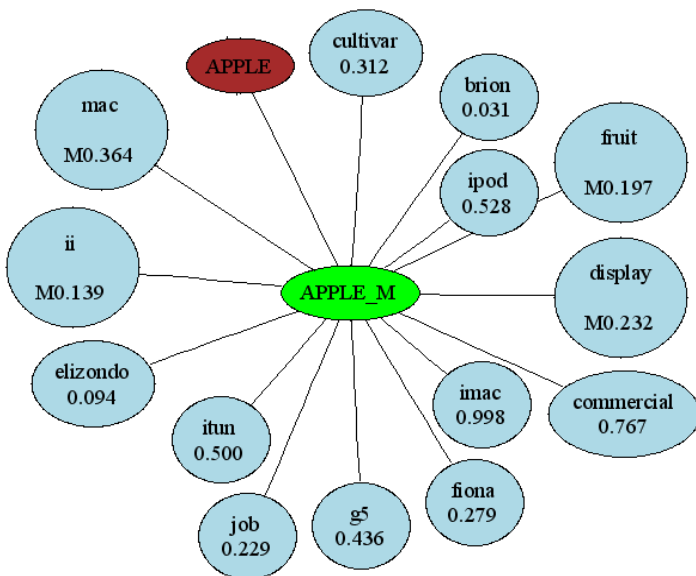 APPLE
cultivar
0.312
brion
0.031
mac
M0.364
fruit
M0.197
ipod
0.528
ii
M0.139
display
M0.232
APPLE_M
elizondo
0.094
imac
0.998
commercial
0.767
itun
0.500
fiona
0.279
job
0.229
g5
0.436